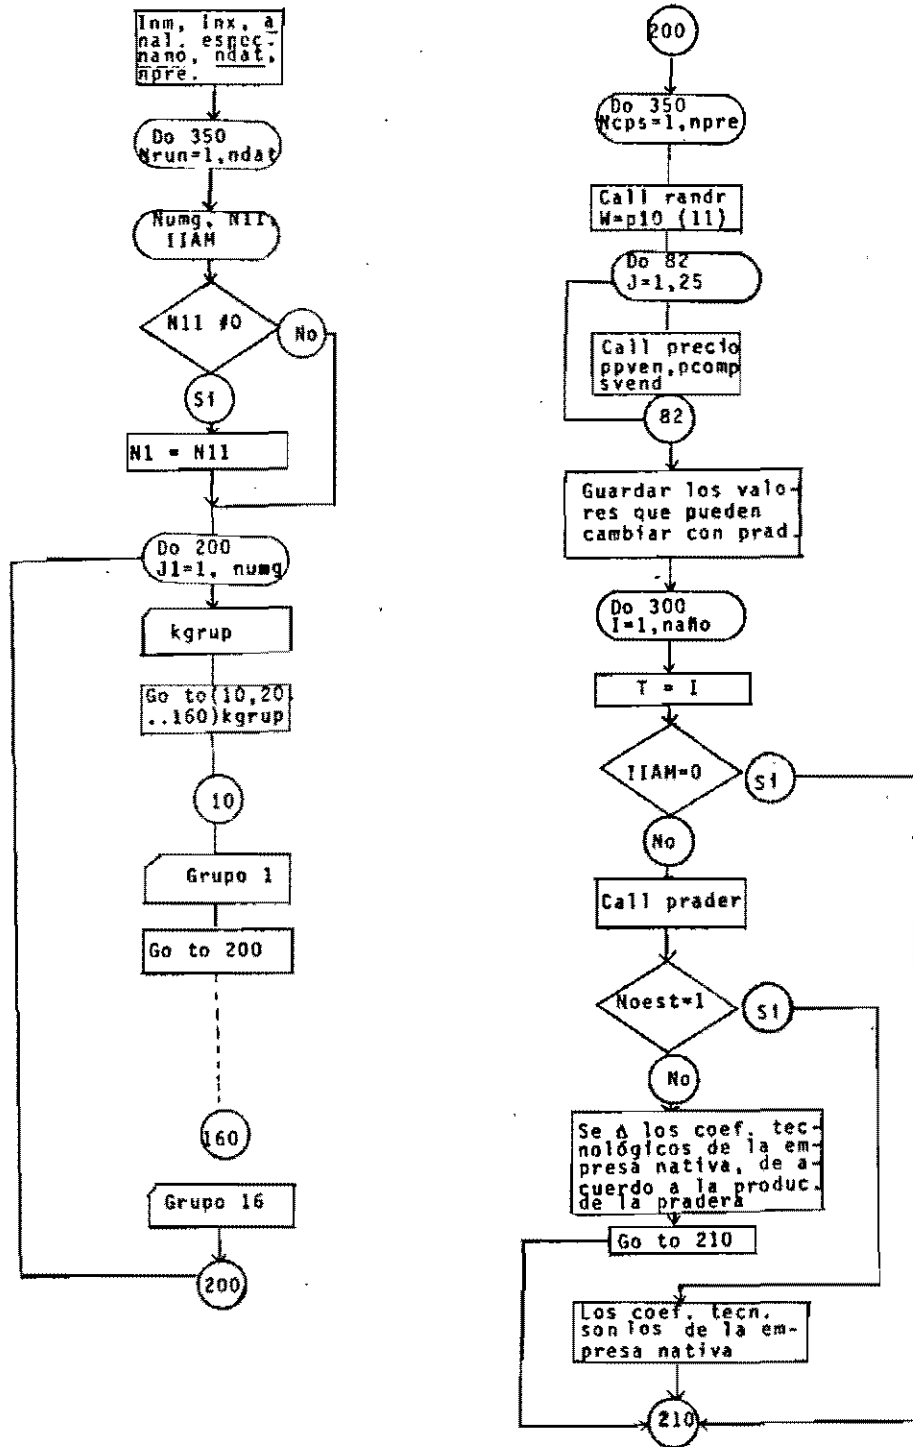 Inm, Inx, a
nal. espec.
nano, ndat,
npre.
Do 350
Nrun=1,ndat
Numg, N11,
IIAM
N11 ≠0
No
Si
N1 = N11
Do 200
J1=1, numg
kgrup
Go to(10,20
..160)kgrup
10
Grupo 1
Go to 200
160
Grupo 16
200
200
Do 350
Ncps=1,npre
Call randr
W=p10 (11)
Do 82
J=1,25
Call precio
ppven,pcomp
svend
82
Guardar los valo-
res que pueden
cambiar con prad.
Do 300
I=1,naño
T = I
IIAM=0
Si
No
Call prader
Noest=1
Si
No
Se Δ los coef. tec-
nológicos de la em-
presa nativa, de a-
cuerdo a la produc.
de la pradera
Go to 210
Los coef. tecn.
son los de la em-
presa nativa
210